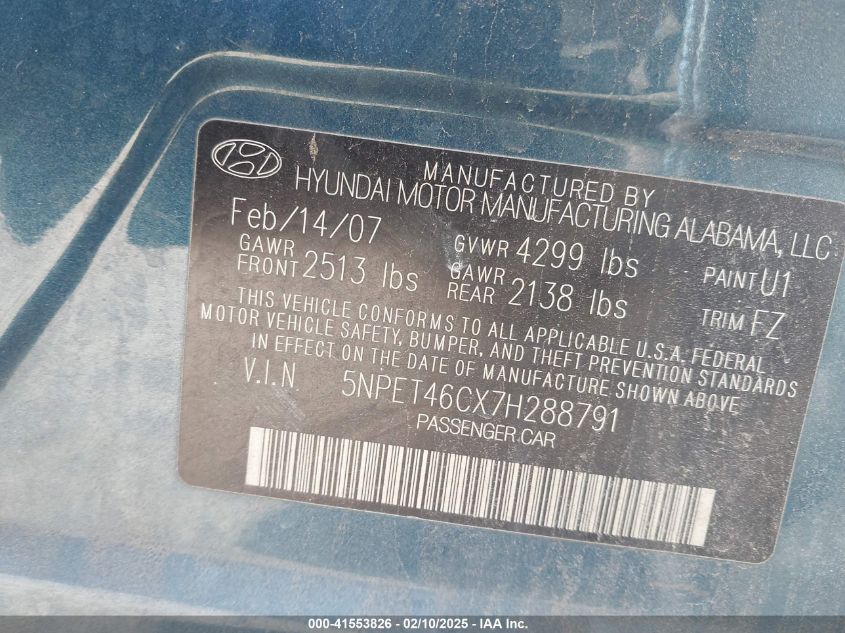 MANUFACTURED BY
HYUNDAI MOTOR MANUFACTURING ALABAMA, LLC
Feb/14/07 GVWR 4299 lbs PAINT U1
GAWR FRONT 2513 lbs GAWR REAR 2138 lbs TRIM FZ
THIS VEHICLE CONFORMS TO ALL APPLICABLE U.S.A. FEDERAL
MOTOR VEHICLE SAFETY, BUMPER, AND THEFT PREVENTION STANDARDS
IN EFFECT ON THE DATE OF MANUFACTURE SHOWN ABOVE
V.I.N. 5NPET46CX7H288791
PASSENGER CAR
000-41553826 - 02/10/2025 - IAA Inc.